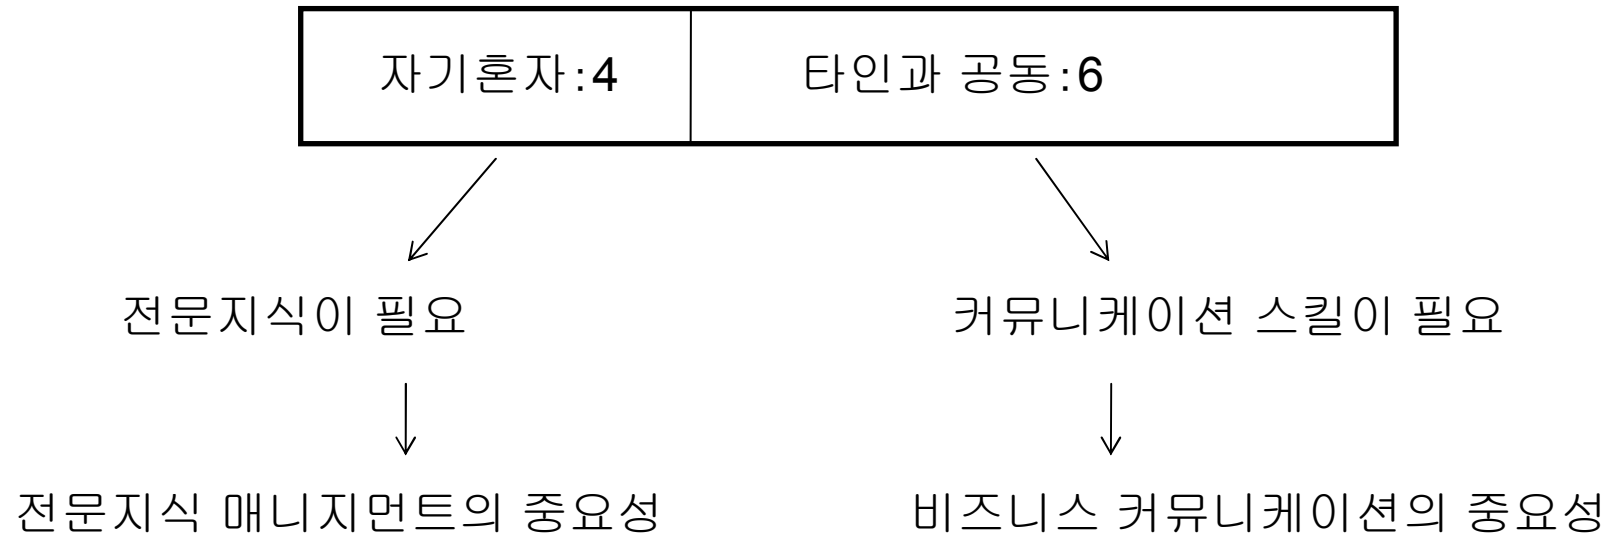 자기혼자:4 타인과 공동:6
전문지식이 필요 커뮤니케이션 스킬이 필요
전문지식 매니지먼트의 중요성 비즈니스 커뮤니케이션의 중요성